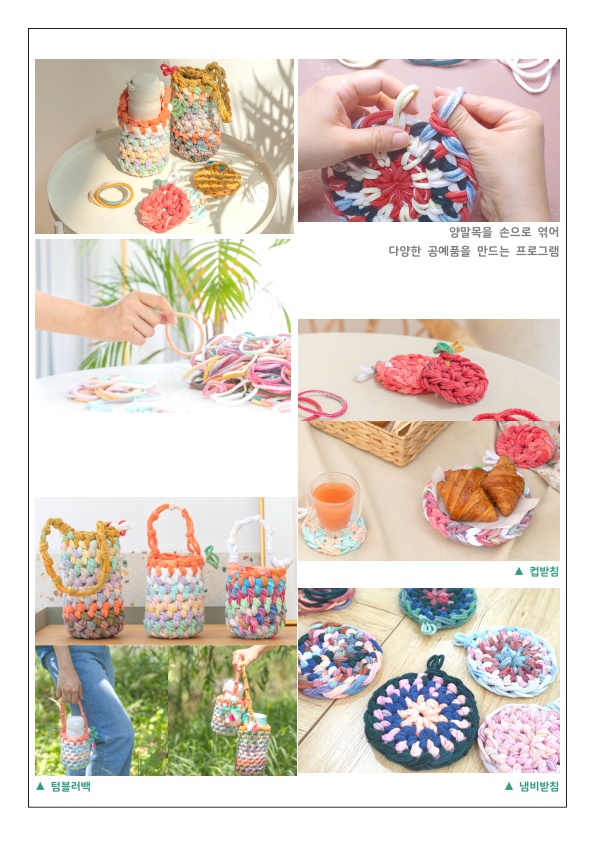 양말목을 손으로 엮어
다양한 공예품을 만드는 프로그램
▲ 컵받침
▲ 텀블러백
▲ 냄비받침